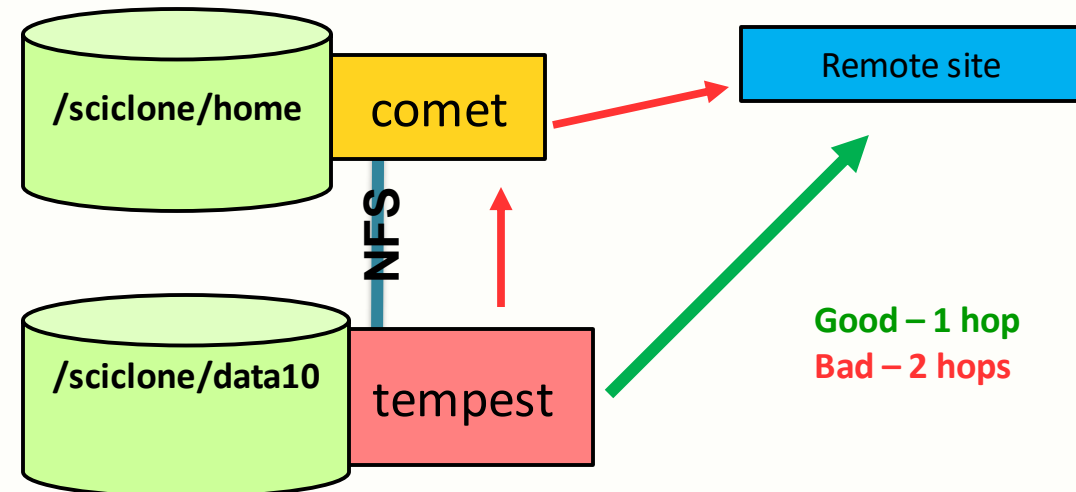 /sciclone/home
comet
Remote site
NFS
/sciclone/data10
tempest
Good – 1 hop
Bad – 2 hops